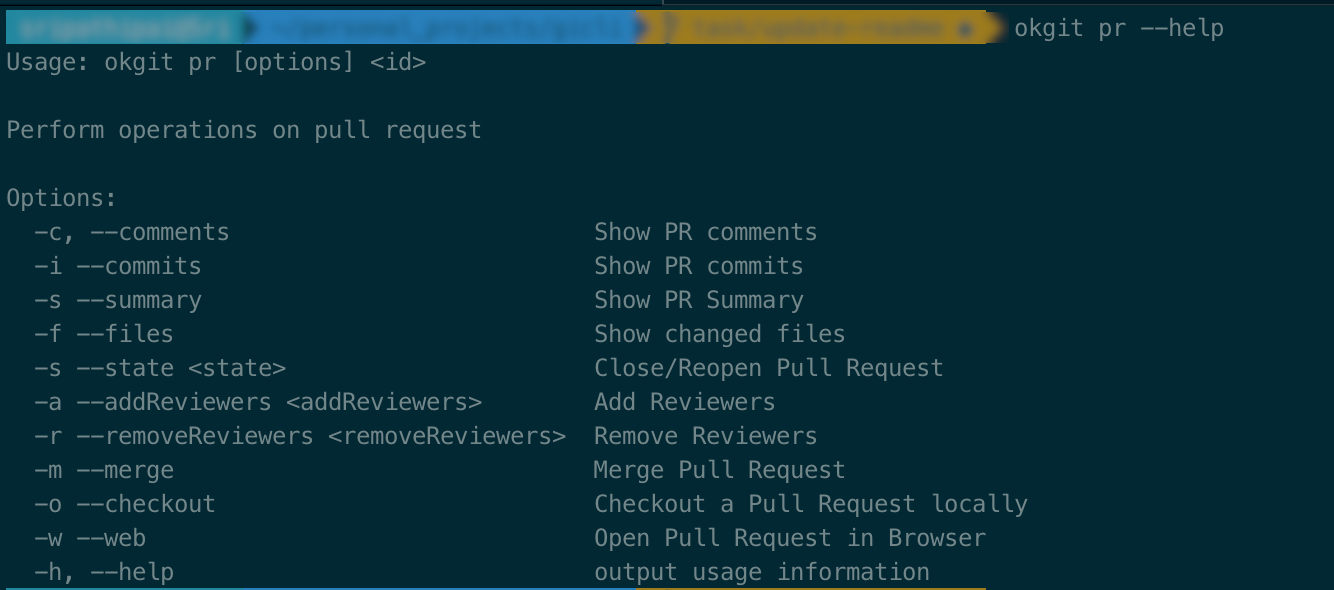 okgit pr --help
Usage: okgit pr [options] <id>
Perform operations on pull request
Options:
-c, --comments Show PR comments
-i --commits Show PR commits
-s --summary Show PR Summary
-f --files Show changed files
-s --state <state> Close/Reopen Pull Request
-a --addReviewers <addReviewers> Add Reviewers
-r --removeReviewers <removeReviewers> Remove Reviewers
-m --merge Merge Pull Request
-o --checkout Checkout a Pull Request locally
-w --web Open Pull Request in Browser
-h, --help output usage information